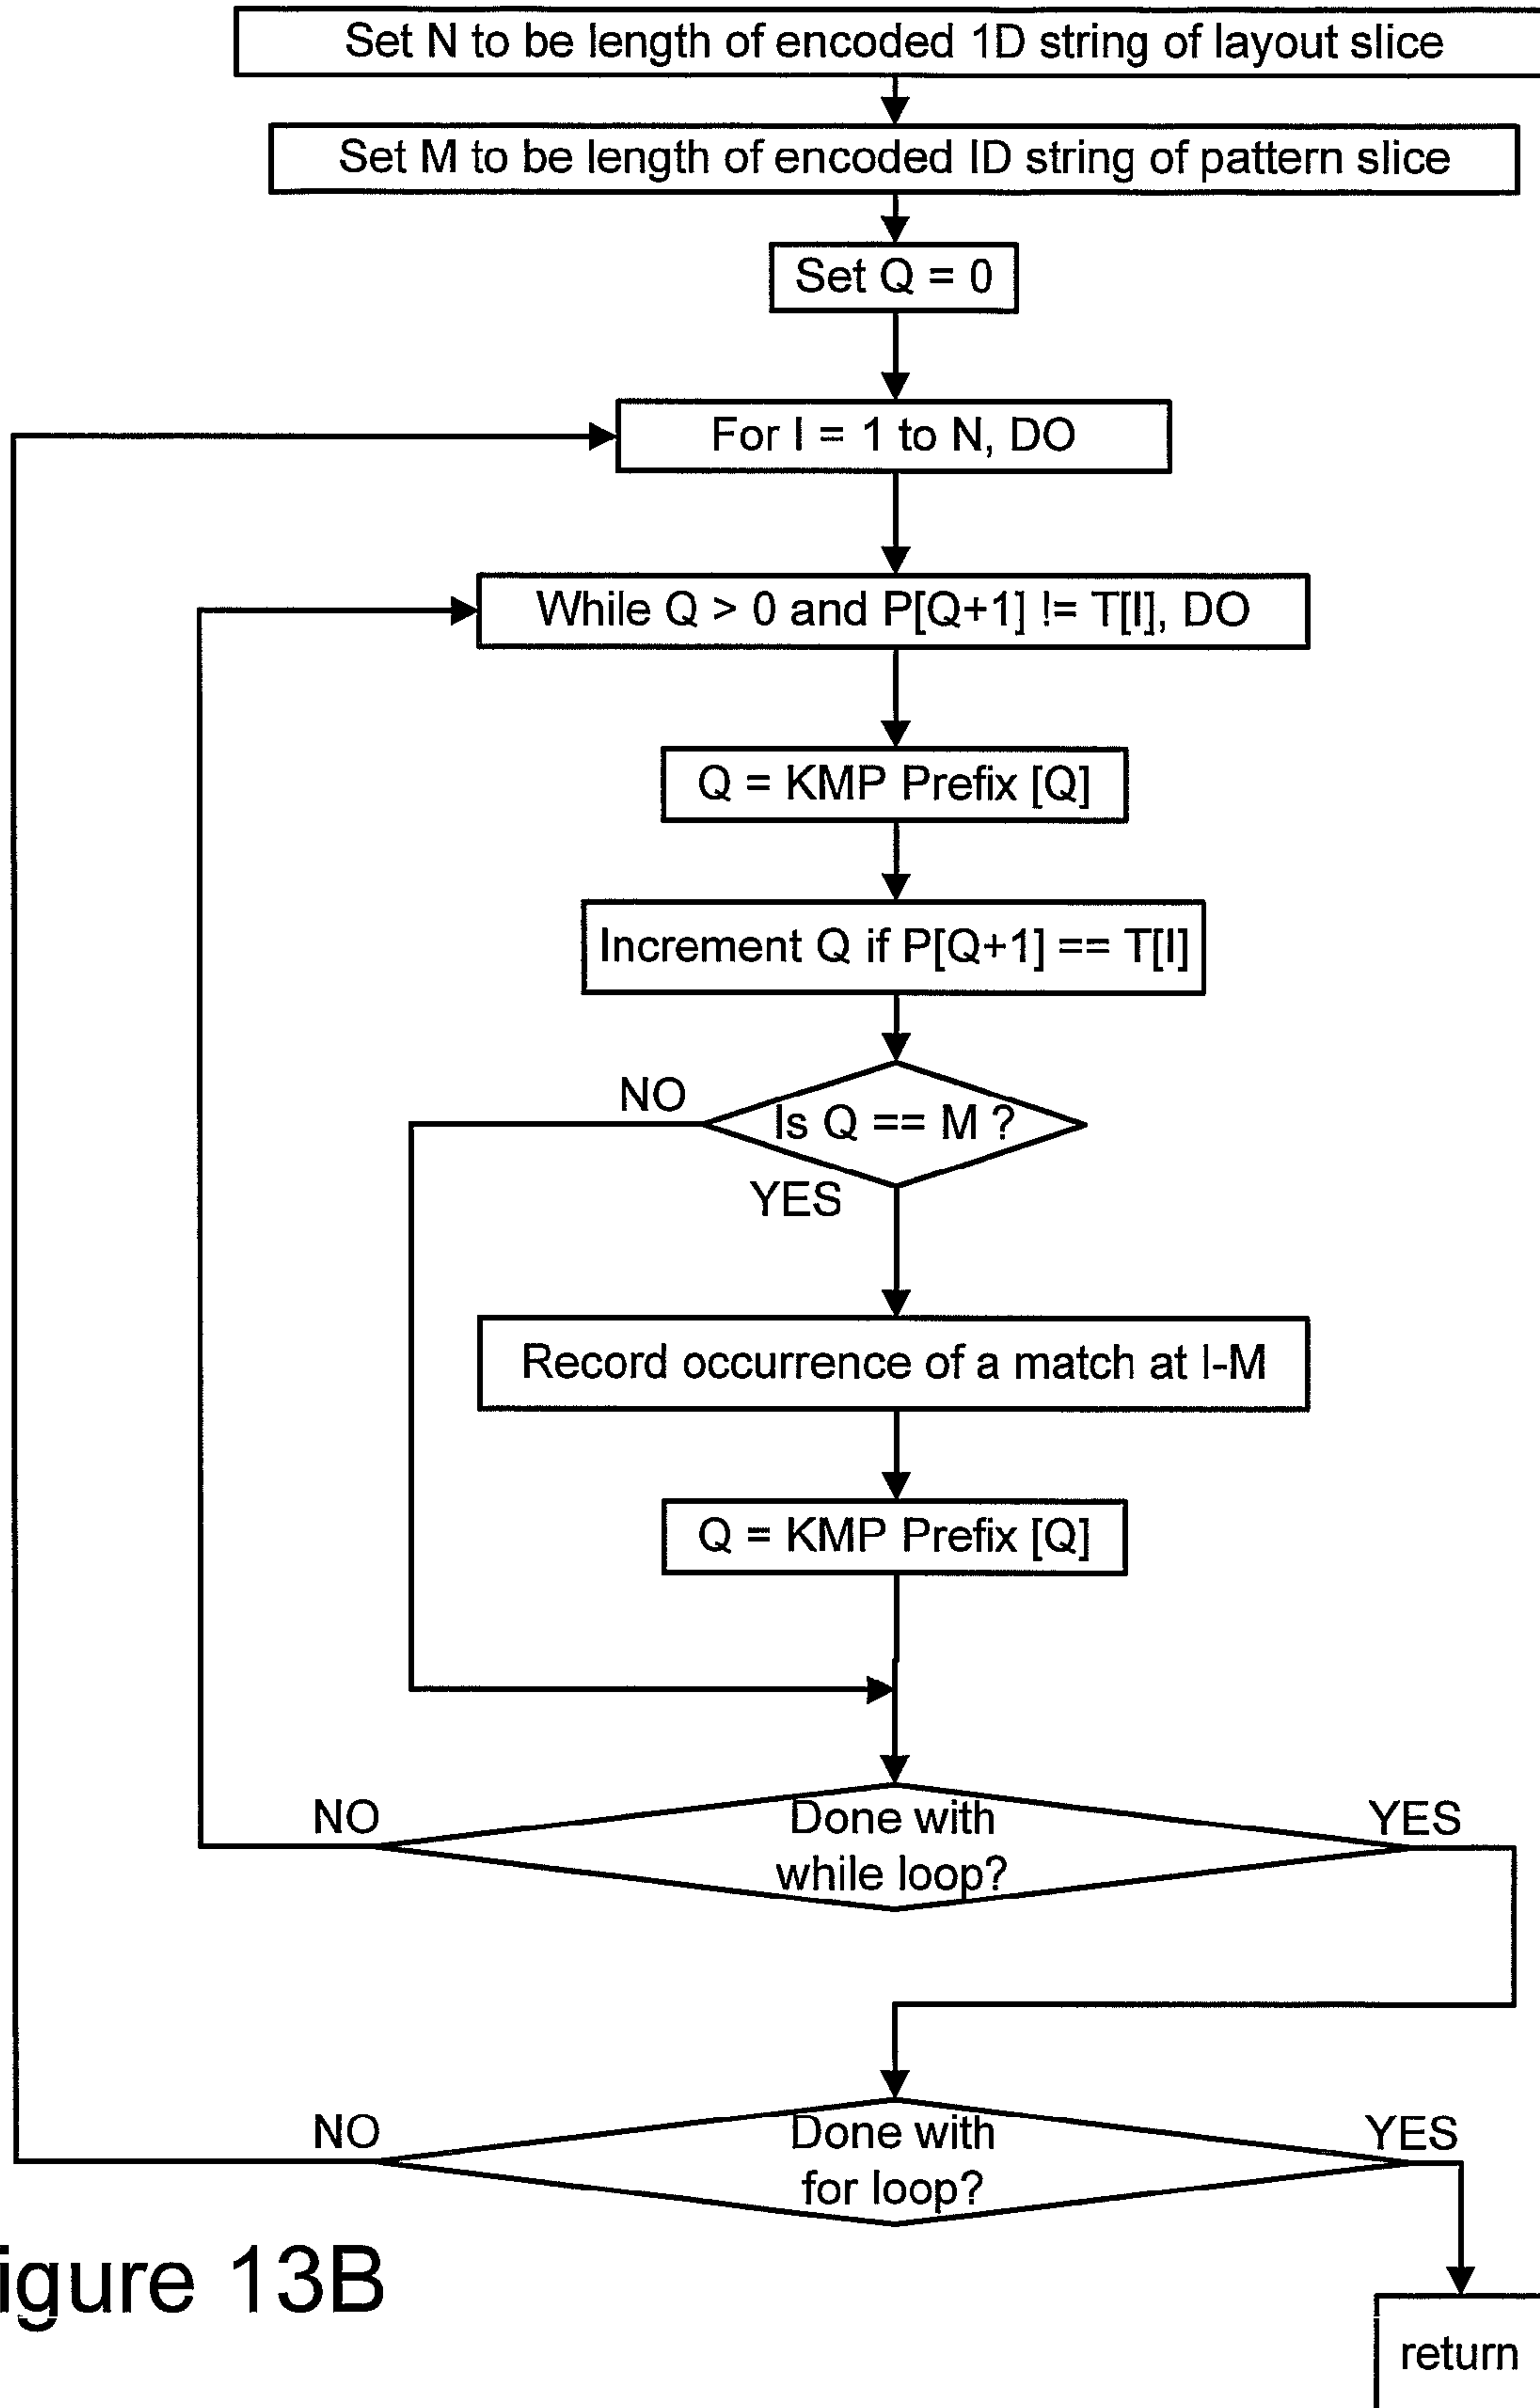 Set N to be length of encoded 1D string of layout slice
Set M to be length of encoded ID string of pattern slice
Set Q = 0
For I = 1 to N, DO
While Q > 0 and P[Q+1] != T[I], DO
Q = KMP Prefix [Q]
Increment Q if P[Q+1] == T[I]
NO
Is Q == M ?
YES
Record occurrence of a match at I-M
Q = KMP Prefix [Q]
NO
Done with
while loop?
YES
NO
Done with
for loop?
YES
igure 13B
return